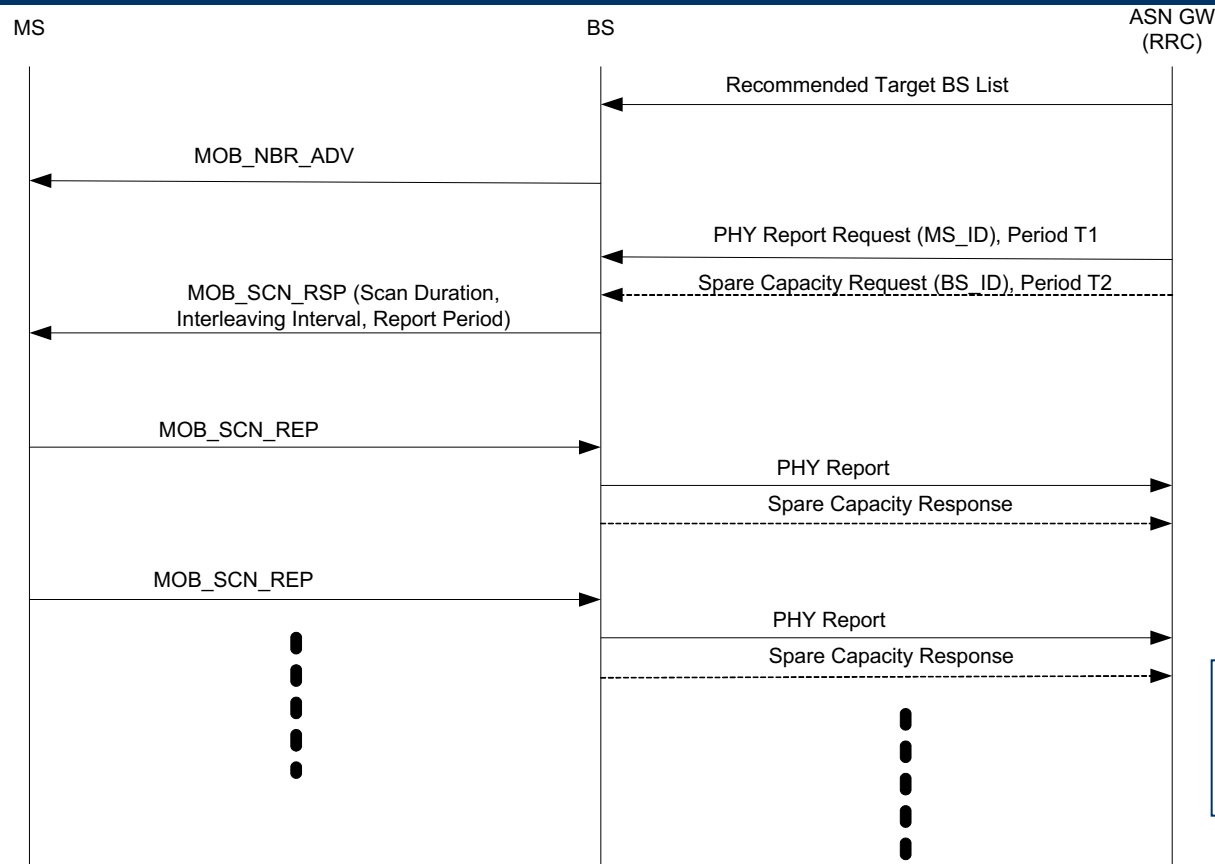 MS
BS
ASN GW
(RRC)
Recommended Target BS List
MOB_NBR_ADV
PHY Report Request (MS_ID), Period T1
Spare Capacity Request (BS_ID), Period T2
MOB_SCN_RSP (Scan Duration,
Interleaving Interval, Report Period)
MOB_SCN_REP
PHY Report
Spare Capacity Response
MOB_SCN_REP
PHY Report
Spare Capacity Response